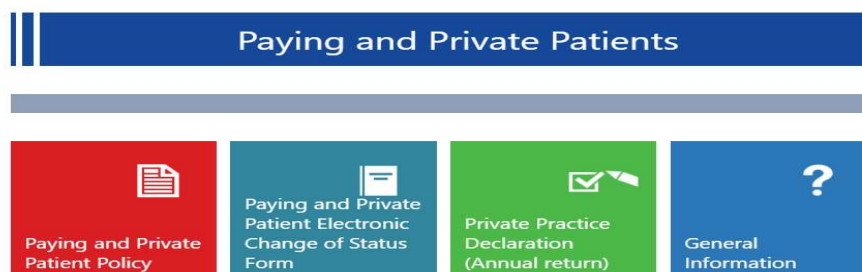 Paying and Private Patients
Paying and Private
Patient Policy
Paying and Private
Patient Electronic
Change of Status
Form
Private Practice
Declaration
(Annual return)
?
General
Information